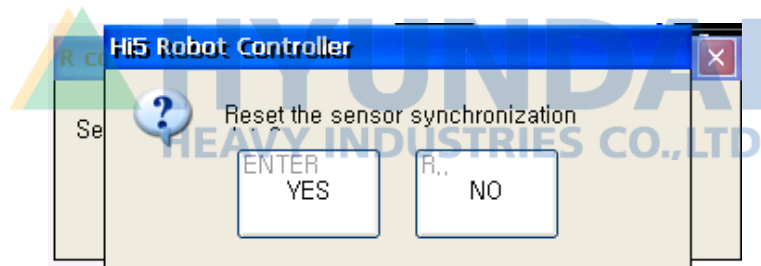 HYUNDAI
HEAVY INDUSTRIES CO.,LTD
R c
Hi5 Robot Controller
Se
Reset the sensor synchronization
ENTER
YES
R..
NO